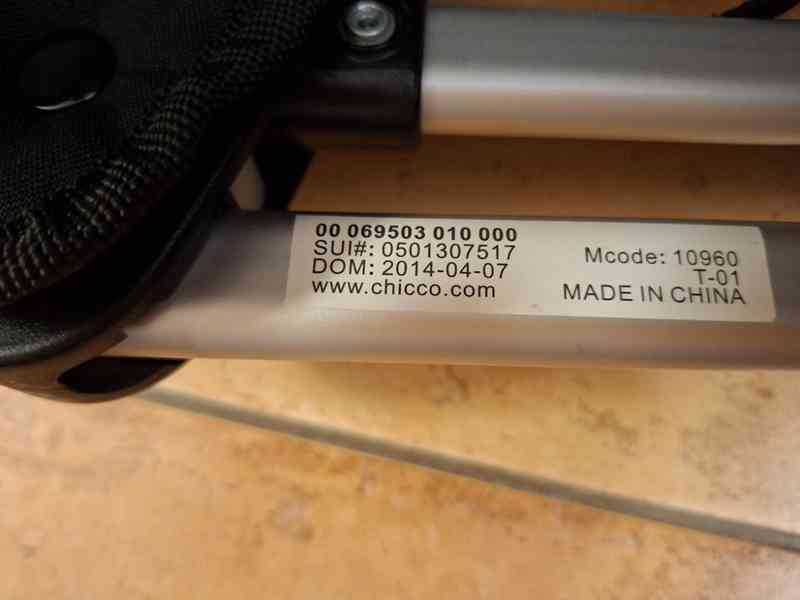 00 069503 010 000
SUI#: 0501307517
DOM: 2014-04-07
www.chicco.com
Mcode: 10960
T-01
MADE IN CHINA